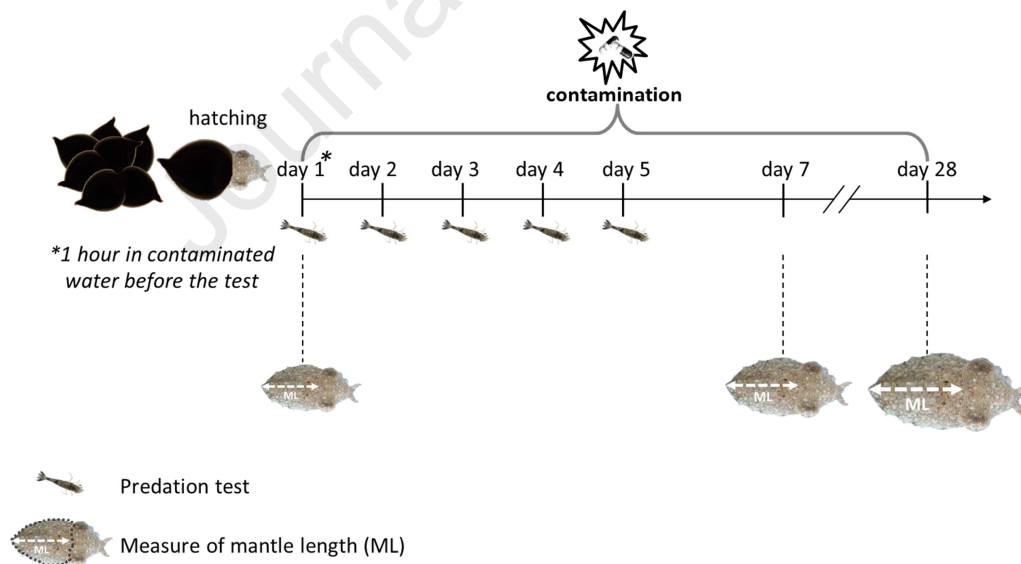 Journa
contamination
hatching
day 1*
day 2
day 3
day 4
day 5
day 7
day 28
*1 hour in contaminated
water before the test
ML
ML
ML
Predation test
ML
Measure of mantle length (ML)